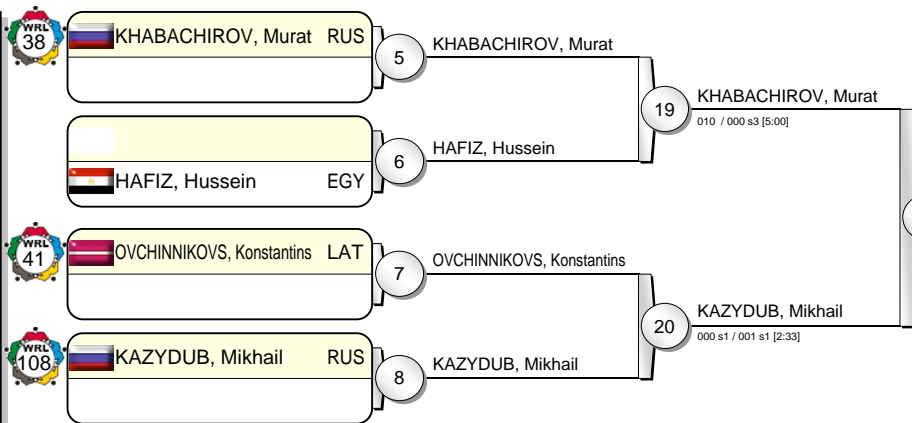 WRL
38
KHABACHIROV, Murat RUS
5
KHABACHIROV, Murat
19
KHABACHIROV, Murat
010 / 000 s3 [5:00]
6
HAFIZ, Hussein
HAFIZ, Hussein EGY
WRL
41
OVCHINNIKOVS, Konstantins LAT
7
OVCHINNIKOVS, Konstantins
20
KAZYDUB, Mikhail
000 s1 / 001 s1 [2:33]
WRL
108
KAZYDUB, Mikhail RUS
8
KAZYDUB, Mikhail